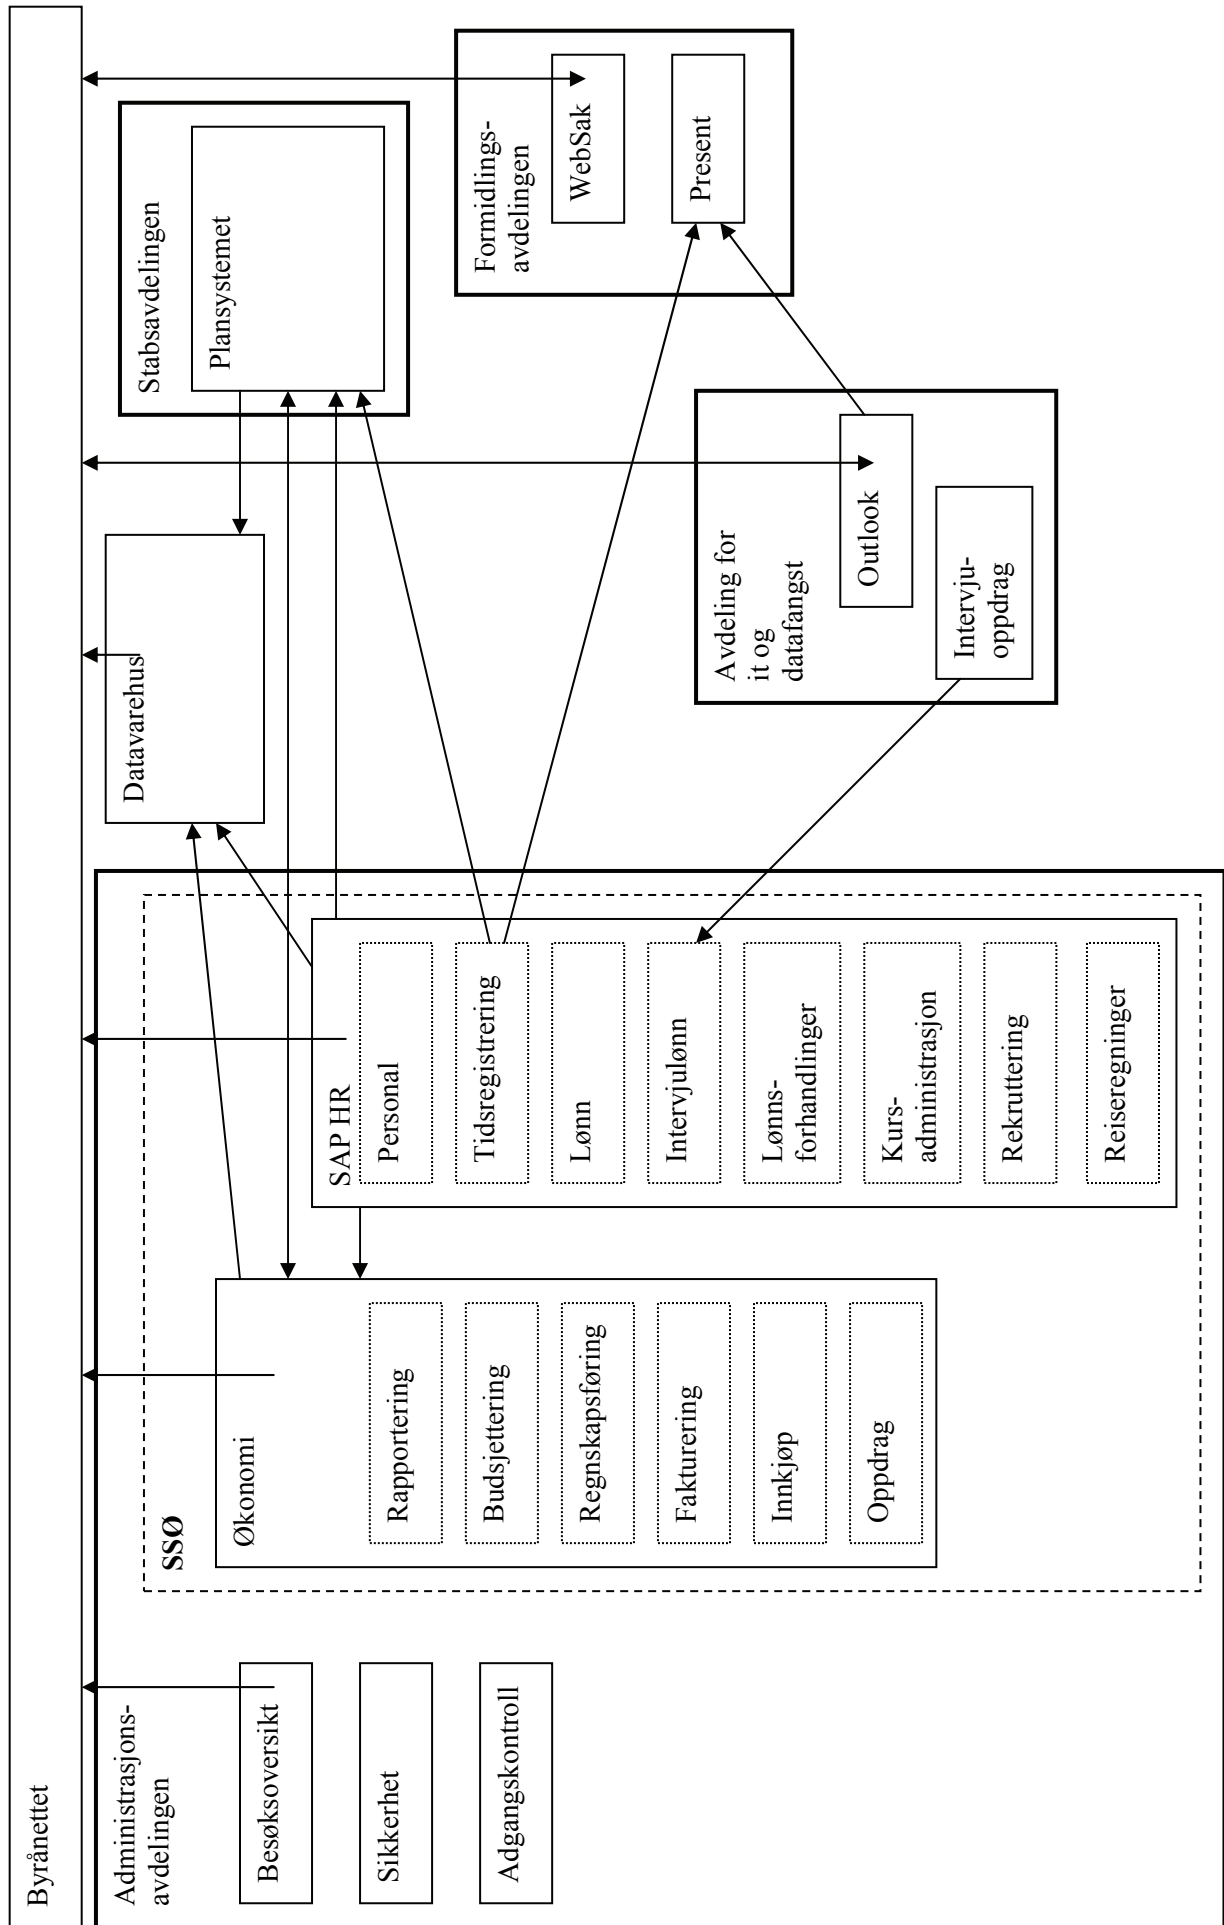 Byrånettet
Administrasjons-
avdelingen
Besøksoversikt
Sikkerhet
Adgangskontroll
SSØ
Økonomi
Rapportering
Budsjettering
Regnskapsføring
Fakturering
Innkjøp
Oppdrag
SAP HR
Personal
Tidsregistrering
Lønn
Intervjulønn
Lønns-
forhandlinger
Kurs-
administrasjon
Rekruttering
Reiseregninger
Datavarehus
Stabsavdelingen
Plansystemet
Avdeling for
it og
datafangst
Outlook
Intervju-
oppdrag
Formidlings-
avdelingen
WebSak
Present